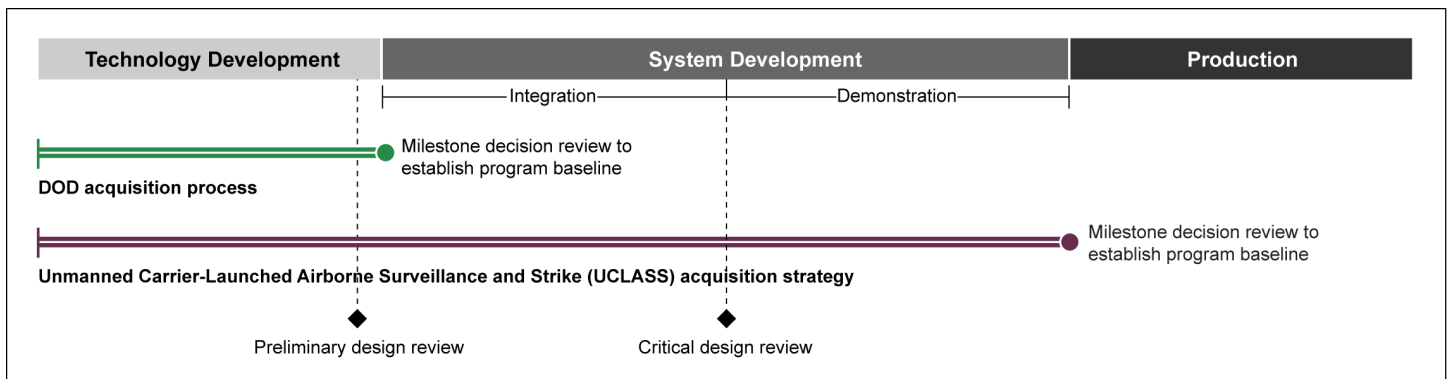 Technology Development
System Development
Production
Integration
Demonstration
Milestone decision review to
establish program baseline
DOD acquisition process
Milestone decision review to
establish program baseline
Unmanned Carrier-Launched Airborne Surveillance and Strike (UCLASS) acquisition strategy
Preliminary design review
Critical design review